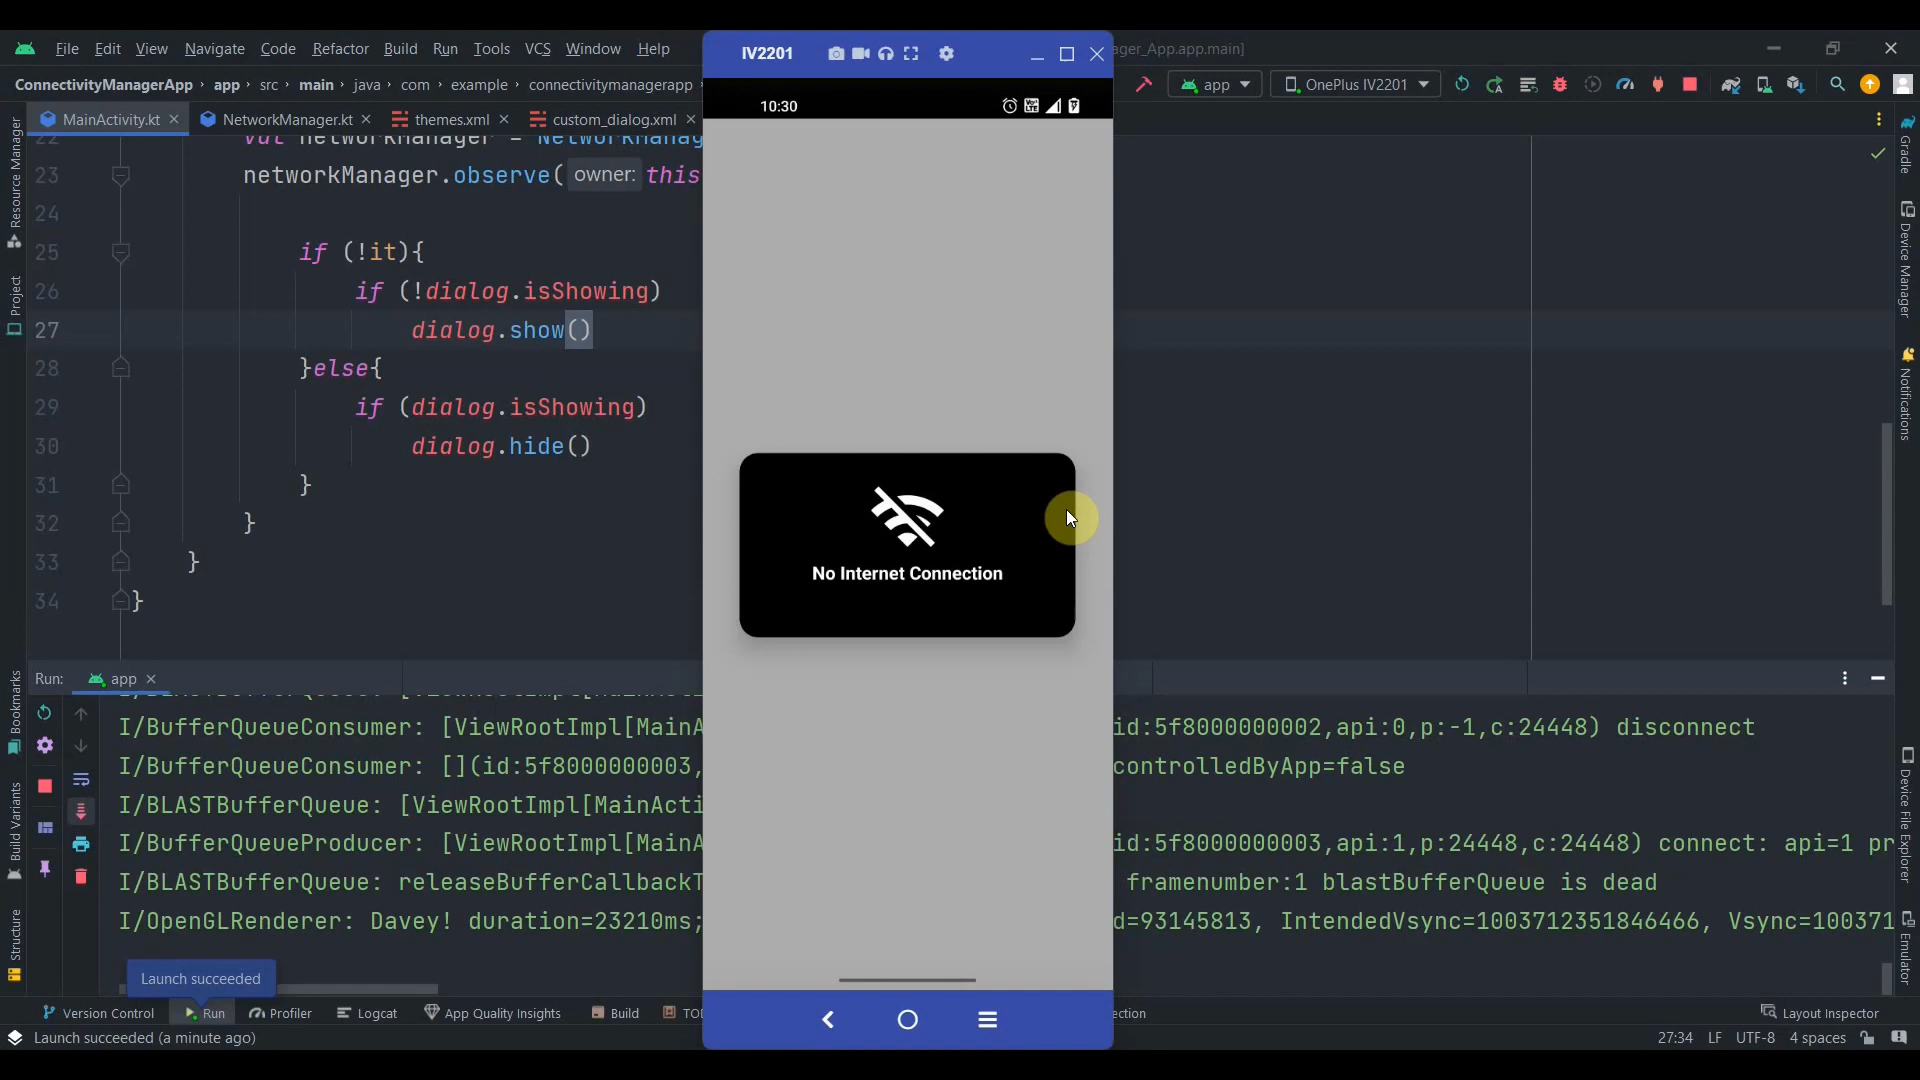 File Edit View Navigate Code Refactor Build Run Tools VCS Window Help
IV2201
ager_App.app.main]
ConnectivityManagerApp app src main java com example connectivitymanagerapp
app OnePlus IV2201
MainActivity.kt NetworkManager.kt themes.xml custom_dialog.xml
10:30
22 val networkManager = NetworkManag
23 networkManager.observe( owner: this
24
25 if (!it){
26 if (!dialog.isShowing)
27 dialog.show()
28 }else{
29 if (dialog.isShowing)
30 dialog.hide()
31 }
32 }
33 }
34 }
No Internet Connection
Resource Manager
Project
Bookmarks
Build Variants
Structure
Gradle
Device Manager
Notifications
Device File Explorer
Emulator
Run: app
I/BufferQueueConsumer: [ViewRootImpl[MainA id:5f8000000002,api:0,p:-1,c:24448) disconnect
I/BufferQueueConsumer: [](id:5f8000000003, controlledByApp=false
I/BLASTBufferQueue: [ViewRootImpl[MainActi
I/BufferQueueProducer: [ViewRootImpl[MainA id:5f8000000003,api:1,p:24448,c:24448) connect: api=1 pr
I/BLASTBufferQueue: releaseBufferCallbackT framenumber:1 blastBufferQueue is dead
I/OpenGLRenderer: Davey! duration=23210ms; d=93145813, IntendedVsync=1003712351846466, Vsync=100371
Launch succeeded
Version Control Run Profiler Logcat App Quality Insights Build TO ction Layout Inspector
Launch succeeded (a minute ago) 27:34 LF UTF-8 4 spaces